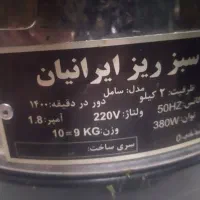 سبز ریز ایرانیان
ظرفیت: ۲ کیلو مدل: سامل
50HZ ولتاژ: 220V دور در دقیقه: ۱۴۰۰
توان: 380W آمپر: 1.8
وزن: 10=9 KG
سری ساخت: